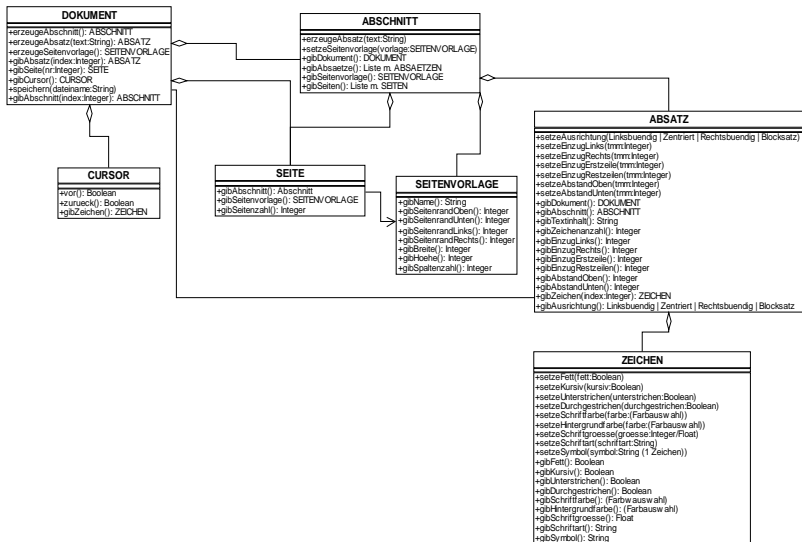 DOKUMENT
+erzeugeAbschnitt(): ABSCHNITT
+erzeugeAbsatz(text:String): ABSATZ
+erzeugeSeitenvorlage(): SEITENVORLAGE
+gibAbsatz(index:Integer): ABSATZ
+gibSeite(nr:Integer): SEITE
+gibCursor(): CURSOR
+speichern(dateiname:String)
+gibAbschnitt(index:Integer): ABSCHNITT
ABSCHNITT
+erzeugeAbsatz(text:String)
+setzeSeitenvorlage(vorlage:SEITENVORLAGE)
+gibDokument(): DOKUMENT
+gibAbsaetze(): Liste m. ABSAETZEN
+gibSeitenvorlage(): SEITENVORLAGE
+gibSeiten(): Liste m. SEITEN
CURSOR
+vor(): Boolean
+zurueck(): Boolean
+gibZeichen(): ZEICHEN
SEITE
+gibAbschnitt(): Abschnitt
+gibSeitenvorlage(): SEITENVORLAGE
+gibSeitenzahl(): Integer
SEITENVORLAGE
+gibName(): String
+gibSeitenrandOben(): Integer
+gibSeitenrandUnten(): Integer
+gibSeitenrandLinks(): Integer
+gibSeitenrandRechts(): Integer
+gibBreite(): Integer
+gibHoehe(): Integer
+gibSpaltenzahl(): Integer
ABSATZ
+setzeAusrichtung(Linksbuendig | Zentriert | Rechtsbuendig | Blocksatz)
+setzeEinzugLinks(tmm:Integer)
+setzeEinzugRechts(tmm:Integer)
+setzeEinzugErstzeile(tmm:Integer)
+setzeEinzugRestzeilen(tmm:Integer)
+setzeAbstandOben(tmm:Integer)
+setzeAbstandUnten(tmm:Integer)
+gibDokument(): DOKUMENT
+gibAbschnitt(): ABSCHNITT
+gibTextinhalt(): String
+gibZeichenanzahl(): Integer
+gibEinzugLinks(): Integer
+gibEinzugRechts(): Integer
+gibEinzugErstzeile(): Integer
+gibEinzugRestzeilen(): Integer
+gibAbstandOben(): Integer
+gibAbstandUnten(): Integer
+gibZeichen(index:Integer): ZEICHEN
+gibAusrichtung(): Linksbuendig | Zentriert | Rechtsbuendig | Blocksatz
ZEICHEN
+setzeFett(fett:Boolean)
+setzeKursiv(kursiv:Boolean)
+setzeUnterstrichen(unterstrichen:Boolean)
+setzeDurchgestrichen(durchgestrichen:Boolean)
+setzeSchriftfarbe(farbe:(Farbauswahl))
+setzeHintergrundfarbe(farbe:(Farbauswahl))
+setzeSchriftgroesse(groesse:Integer/Float)
+setzeSchriftart(schriftart:String)
+setzeSymbol(symbol:String (1 Zeichen))
+gibFett(): Boolean
+gibKursiv(): Boolean
+gibUnterstrichen(): Boolean
+gibDurchgestrichen(): Boolean
+gibSchriftfarbe(): (Farbwauswahl)
+gibHintergrundfarbe(): (Farbauswahl)
+gibSchriftgroesse(): Float
+gibSchriftart(): String
+gibSymbol(): String